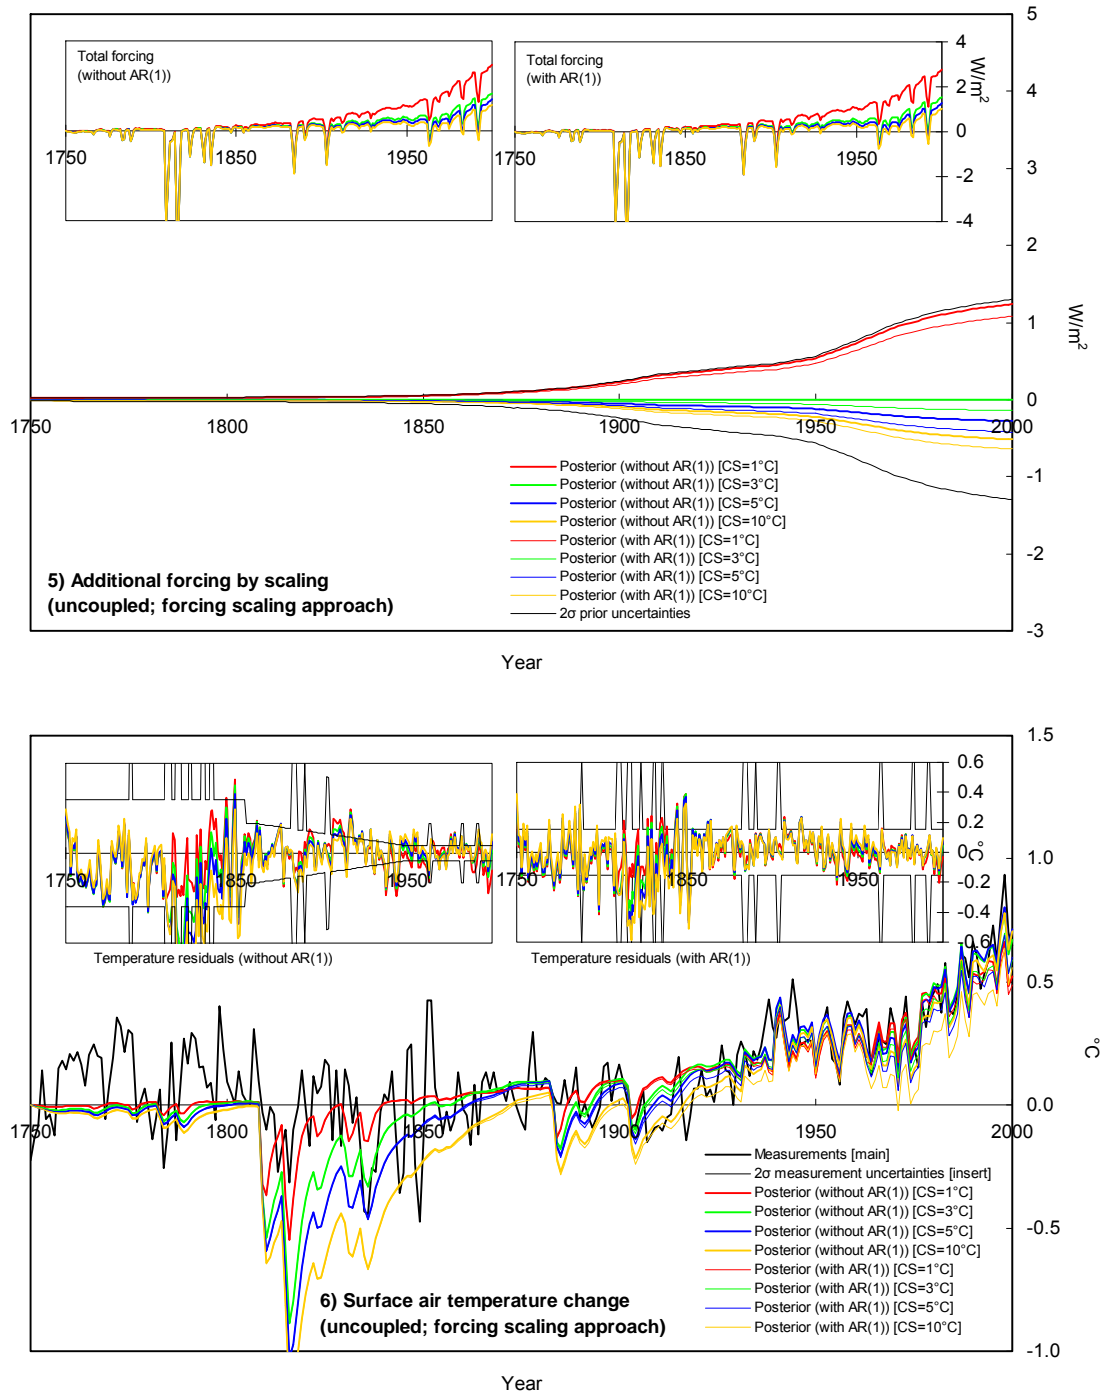 5
Total forcing
(without AR(1))
1750
1850
1950
Total forcing
(with AR(1))
1750
1850
1950
4
2
0
-2
-4
W/m²
4
3
2
1
0
-1
-2
-3
W/m²
1750
1800
1850
1900
1950
2000
Posterior (without AR(1)) [CS=1°C]
Posterior (without AR(1)) [CS=3°C]
Posterior (without AR(1)) [CS=5°C]
Posterior (without AR(1)) [CS=10°C]
Posterior (with AR(1)) [CS=1°C]
Posterior (with AR(1)) [CS=3°C]
Posterior (with AR(1)) [CS=5°C]
Posterior (with AR(1)) [CS=10°C]
2σ prior uncertainties
5) Additional forcing by scaling
(uncoupled; forcing scaling approach)
Year
1.5
1750
1850
1950
Temperature residuals (without AR(1))
1750
1850
1950
Temperature residuals (with AR(1))
0.6
0.4
0.2
0
-0.2
-0.4
-0.6
°C
1.0
0.5
0.0
-0.5
-1.0
°C
1750
1800
1850
1900
1950
2000
Measurements [main]
2σ measurement uncertainties [insert]
Posterior (without AR(1)) [CS=1°C]
Posterior (without AR(1)) [CS=3°C]
Posterior (without AR(1)) [CS=5°C]
Posterior (without AR(1)) [CS=10°C]
Posterior (with AR(1)) [CS=1°C]
Posterior (with AR(1)) [CS=3°C]
Posterior (with AR(1)) [CS=5°C]
Posterior (with AR(1)) [CS=10°C]
6) Surface air temperature change
(uncoupled; forcing scaling approach)
Year